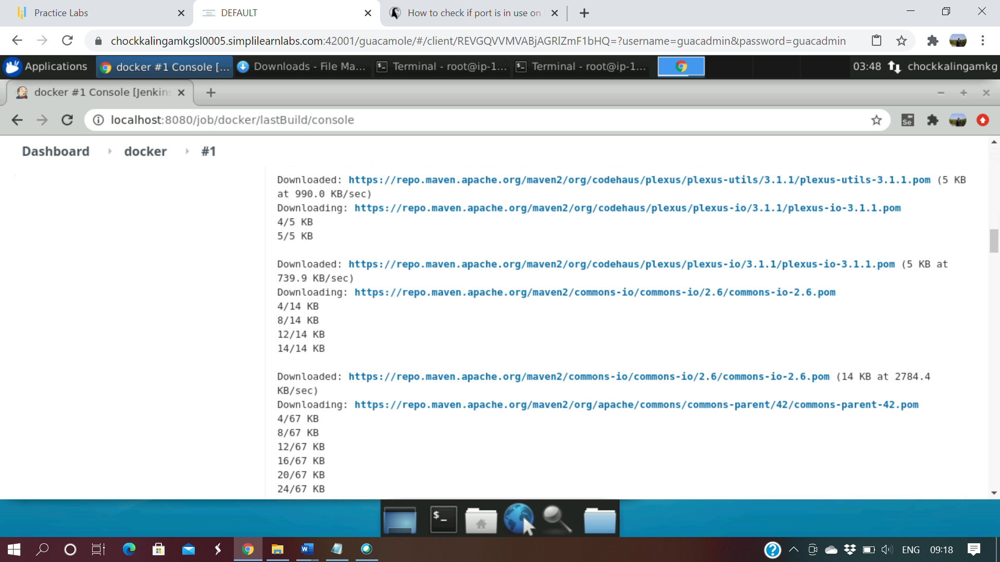 Practice Labs
DEFAULT
How to check if port is in use on
chockkalingamkgsl0005.simplilearnlabs.com:42001/guacamole/#/client/REVGQVVMVABjAGRlZmF1bHQ=?username=guacadmin&password=guacadmin
Applications
docker #1 Console [...
Downloads - File Ma...
Terminal - root@ip-1...
Terminal - root@ip-1...
03:48
chockkalingamkg
docker #1 Console [Jenkins
localhost:8080/job/docker/lastBuild/console
Se
Dashboard
docker
#1
Downloaded: https://repo.maven.apache.org/maven2/org/codehaus/plexus/plexus-utils/3.1.1/plexus-utils-3.1.1.pom (5 KB
at 990.0 KB/sec)
Downloading: https://repo.maven.apache.org/maven2/org/codehaus/plexus/plexus-io/3.1.1/plexus-io-3.1.1.pom
4/5 KB
5/5 KB
Downloaded: https://repo.maven.apache.org/maven2/org/codehaus/plexus/plexus-io/3.1.1/plexus-io-3.1.1.pom (5 KB at
739.9 KB/sec)
Downloading: https://repo.maven.apache.org/maven2/commons-io/commons-io/2.6/commons-io-2.6.pom
4/14 KB
8/14 KB
12/14 KB
14/14 KB
Downloaded: https://repo.maven.apache.org/maven2/commons-io/commons-io/2.6/commons-io-2.6.pom (14 KB at 2784.4
KB/sec)
Downloading: https://repo.maven.apache.org/maven2/org/apache/commons/commons-parent/42/commons-parent-42.pom
4/67 KB
8/67 KB
12/67 KB
16/67 KB
20/67 KB
24/67 KB
$_
ENG
09:18